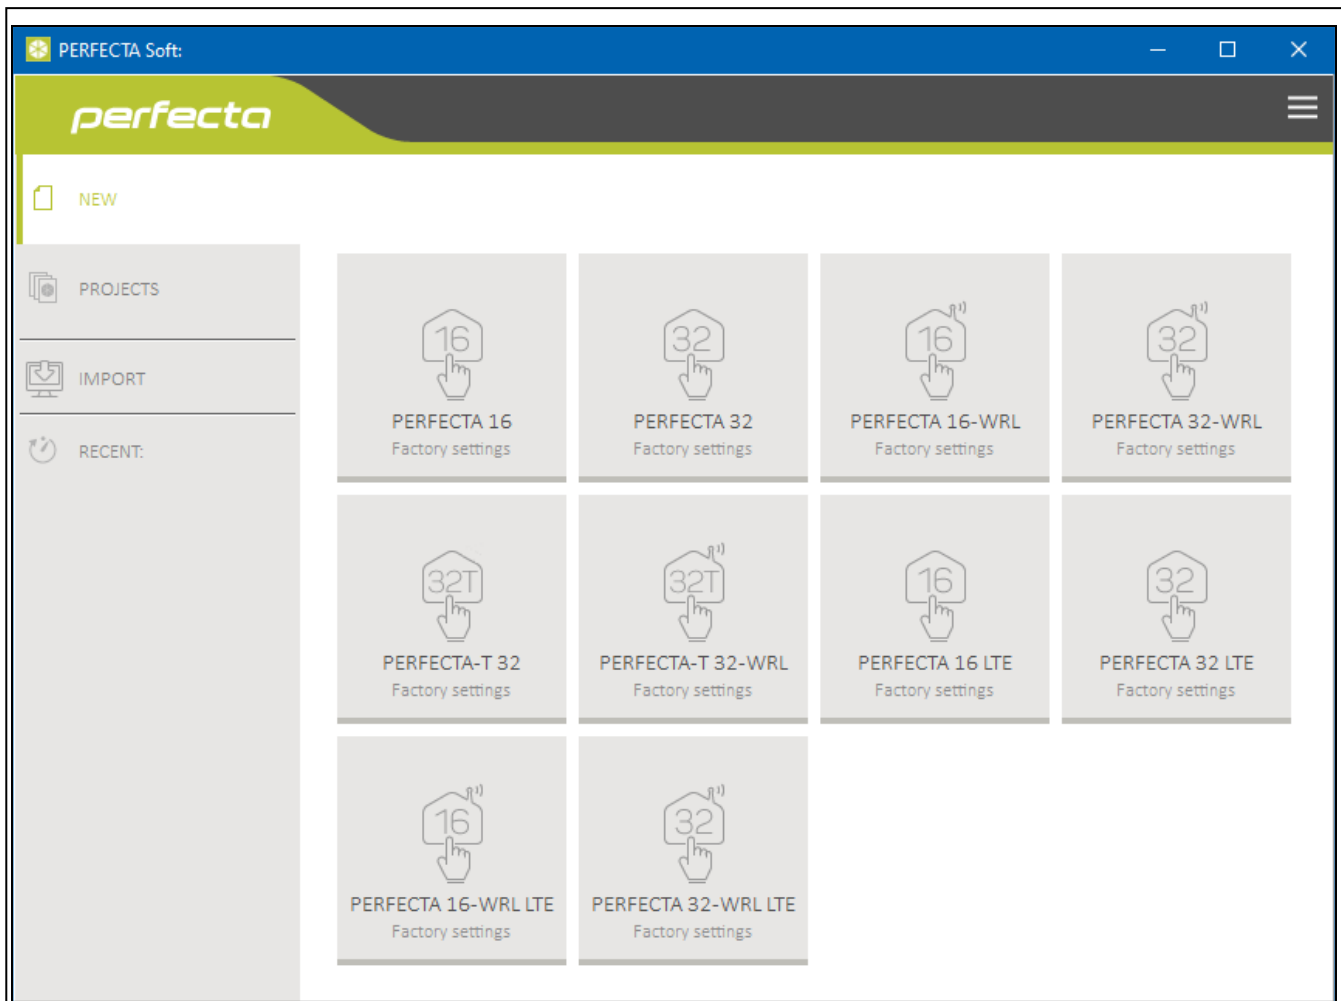 PERFECTA Soft:
perfecta
NEW
PROJECTS
IMPORT
RECENT:
16
PERFECTA 16
Factory settings
32
PERFECTA 32
Factory settings
16
PERFECTA 16-WRL
Factory settings
32
PERFECTA 32-WRL
Factory settings
32T
PERFECTA-T 32
Factory settings
32T
PERFECTA-T 32-WRL
Factory settings
16
PERFECTA 16 LTE
Factory settings
32
PERFECTA 32 LTE
Factory settings
16
PERFECTA 16-WRL LTE
Factory settings
32
PERFECTA 32-WRL LTE
Factory settings